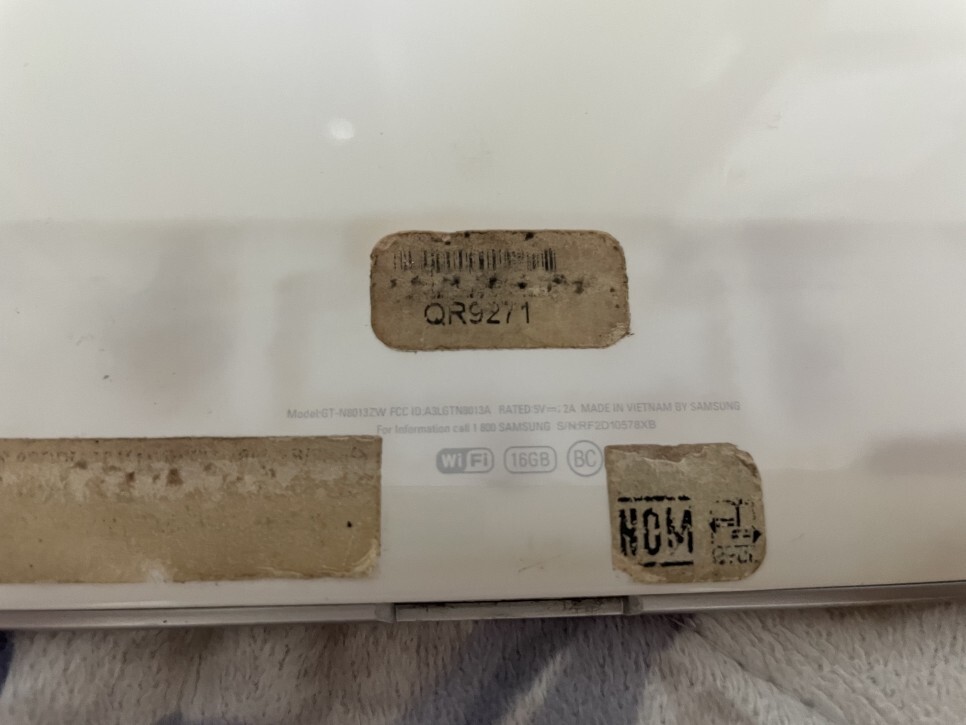 QR9271
Model:GT-N8013ZW FCC ID:A3LGTN8013A RATED 5V⎓; 2A MADE IN VIETNAM BY SAMSUNG
For Information call 1 800 SAMSUNG S/N:RF2D10578XB
WiFi 16GB BC
NOM